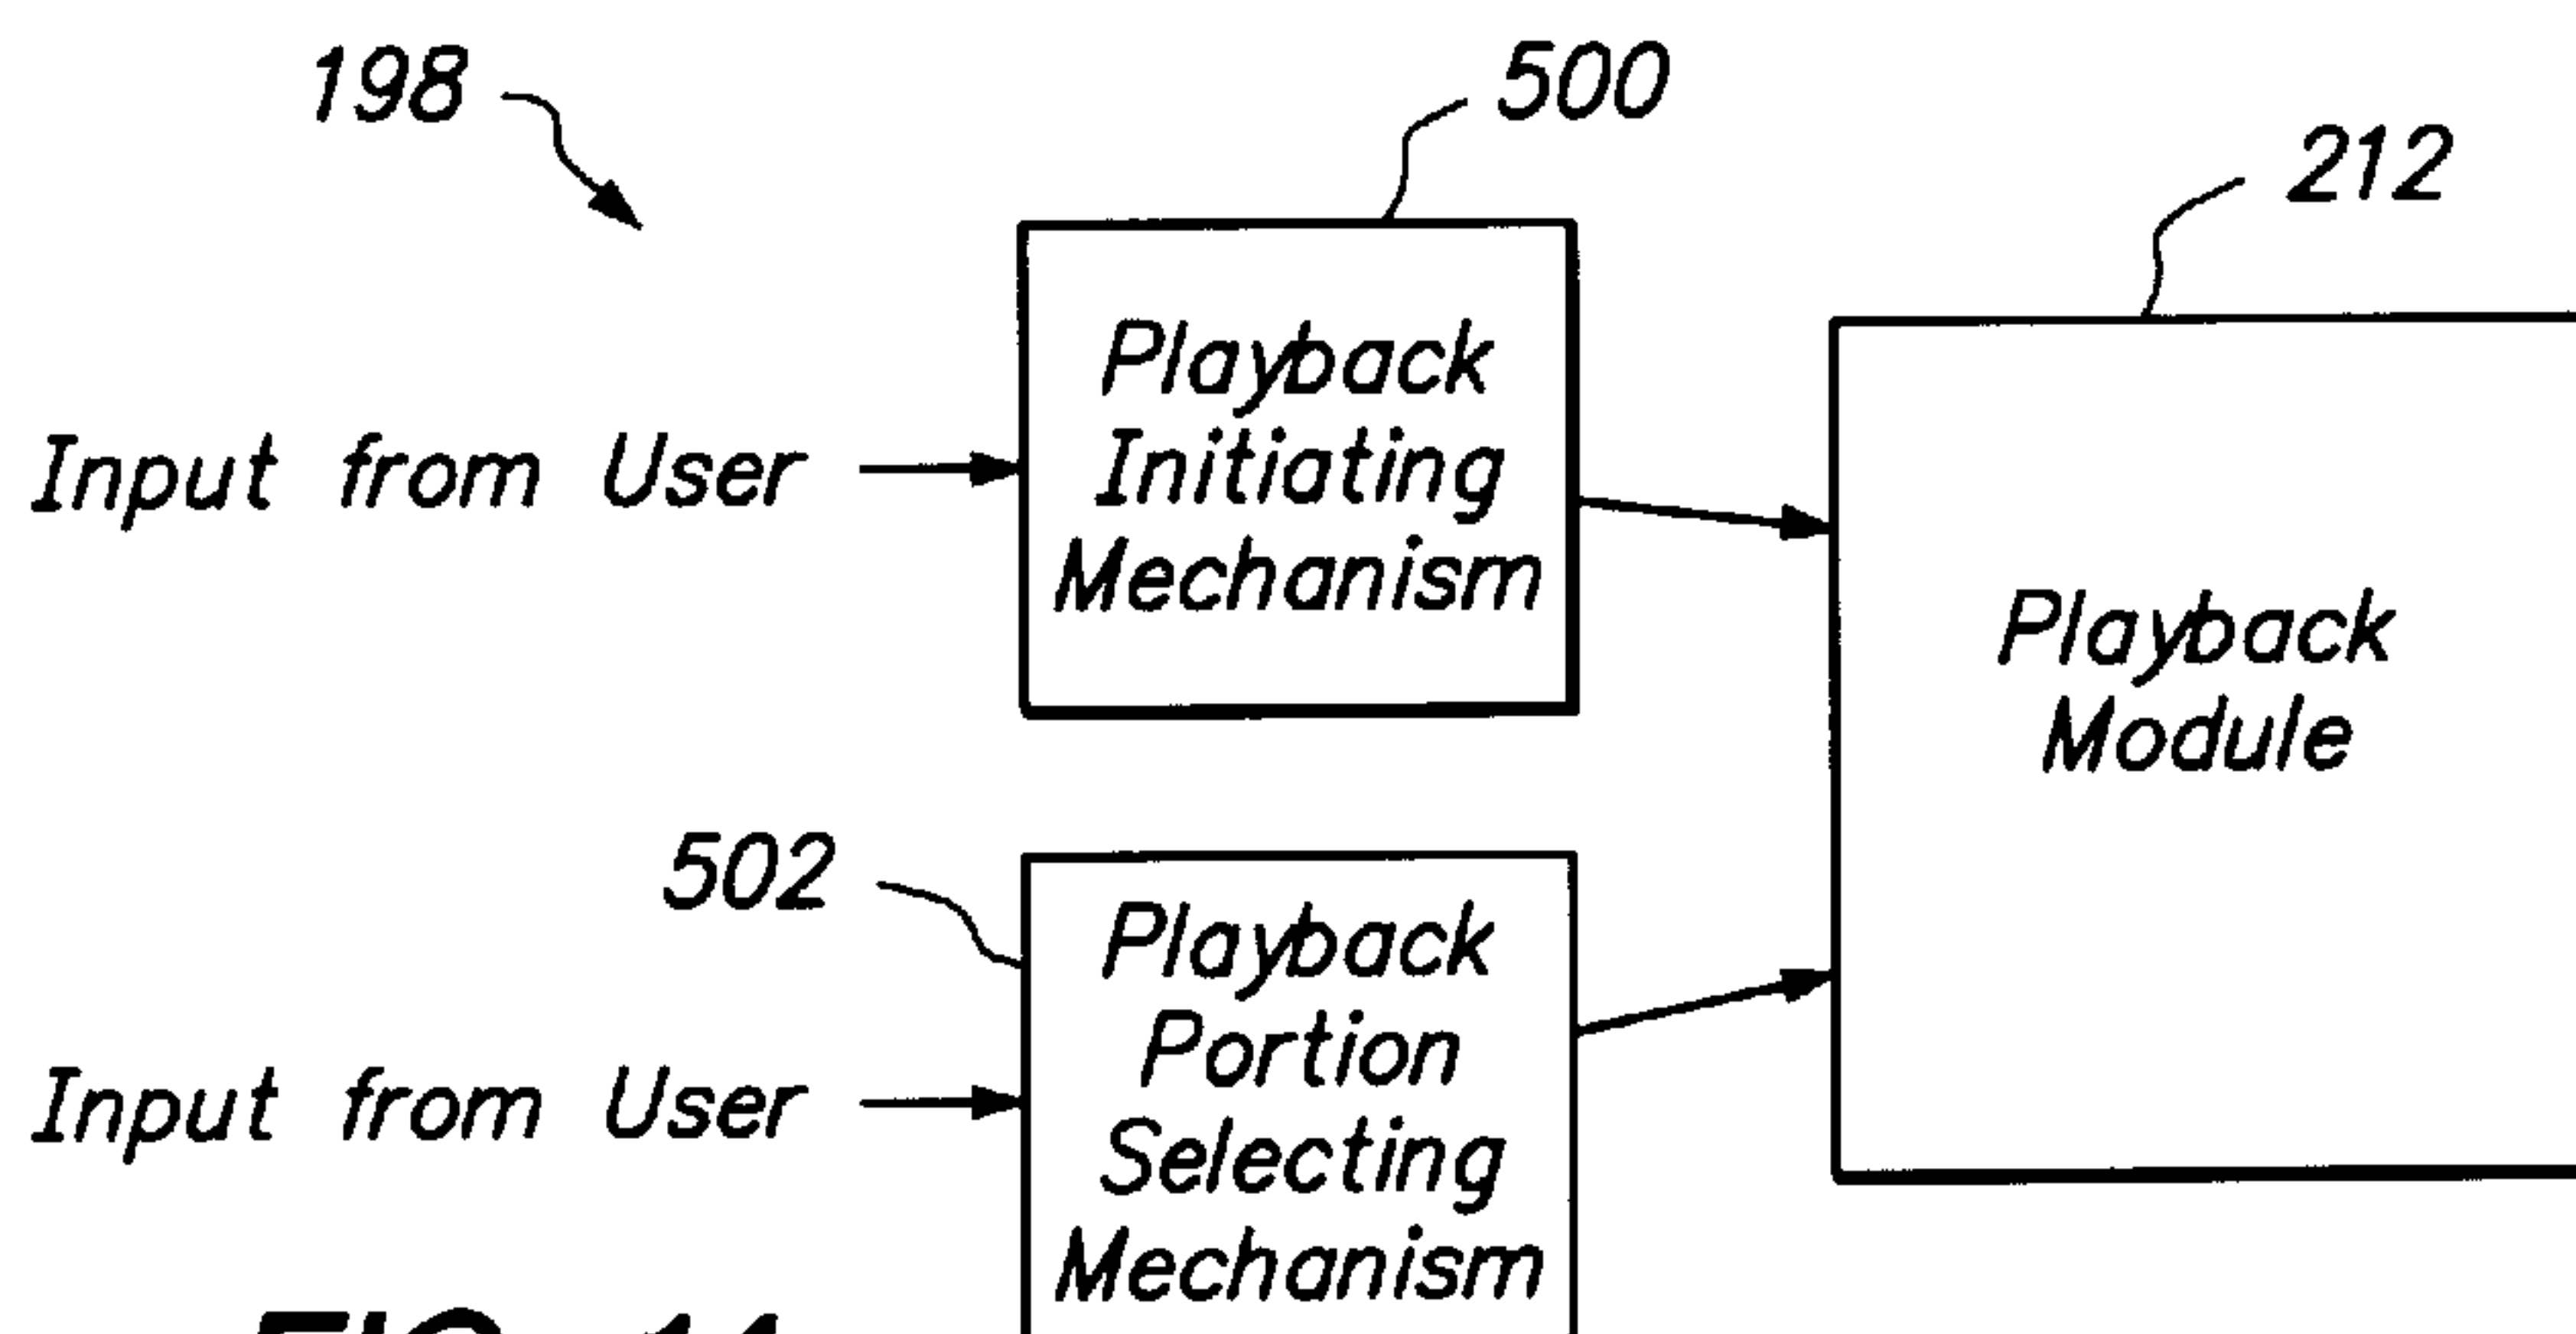 198
500
212
Input from User
Playback
Initiating
Mechanism
Playback
Module
502
Input from User
Playback
Portion
Selecting
Mechanism